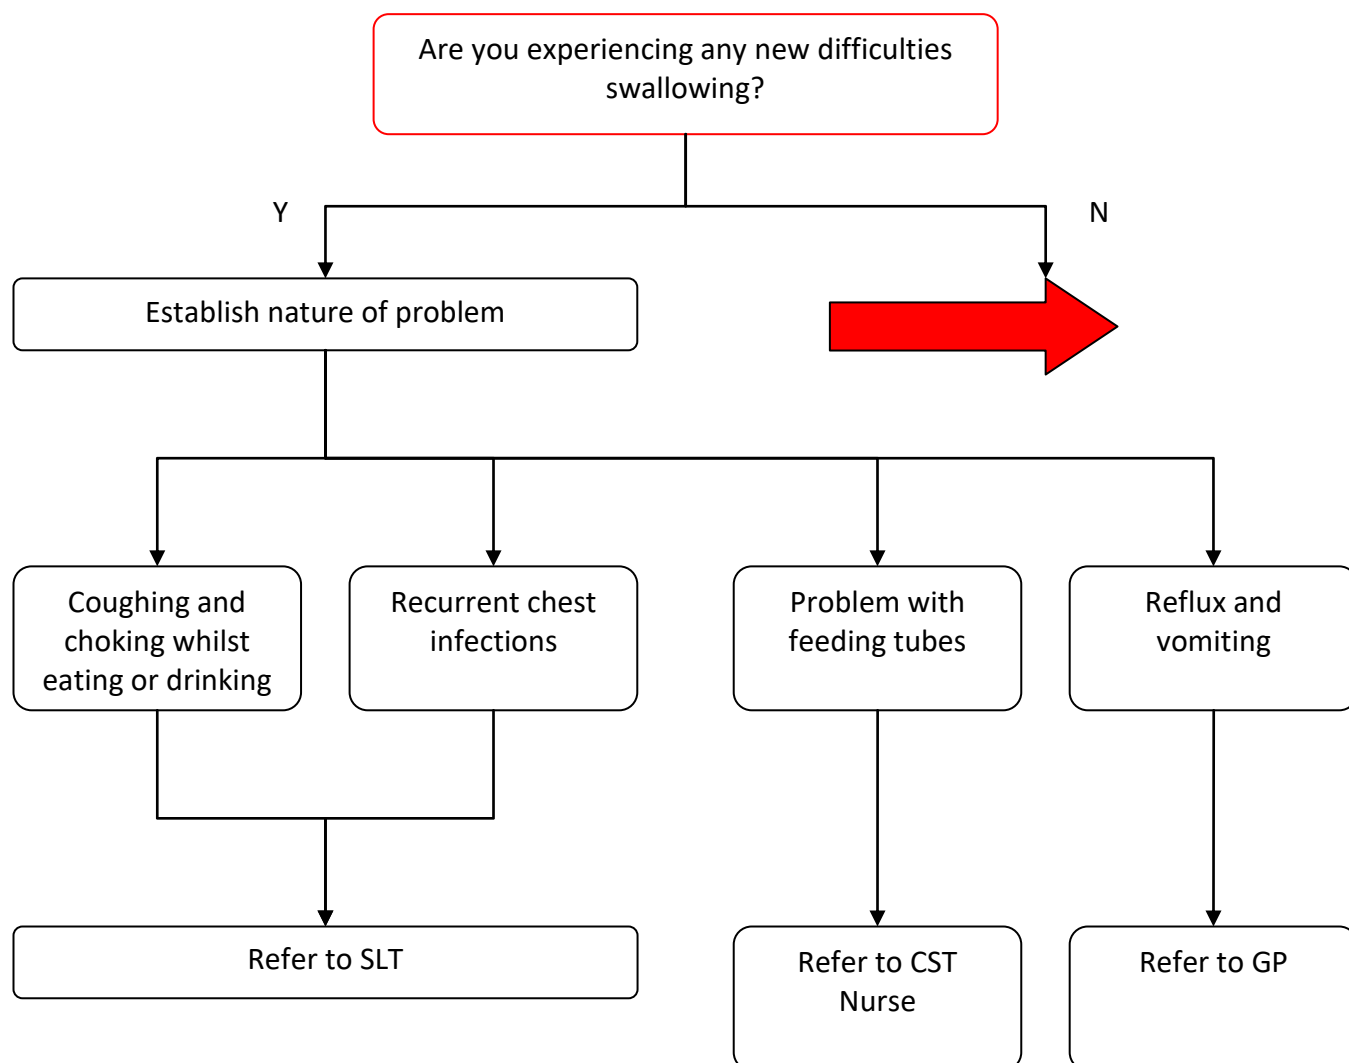 Are you experiencing any new difficulties
swallowing?
Y
N
Establish nature of problem
Coughing and
choking whilst
eating or drinking
Recurrent chest
infections
Problem with
feeding tubes
Reflux and
vomiting
Refer to SLT
Refer to CST
Nurse
Refer to GP